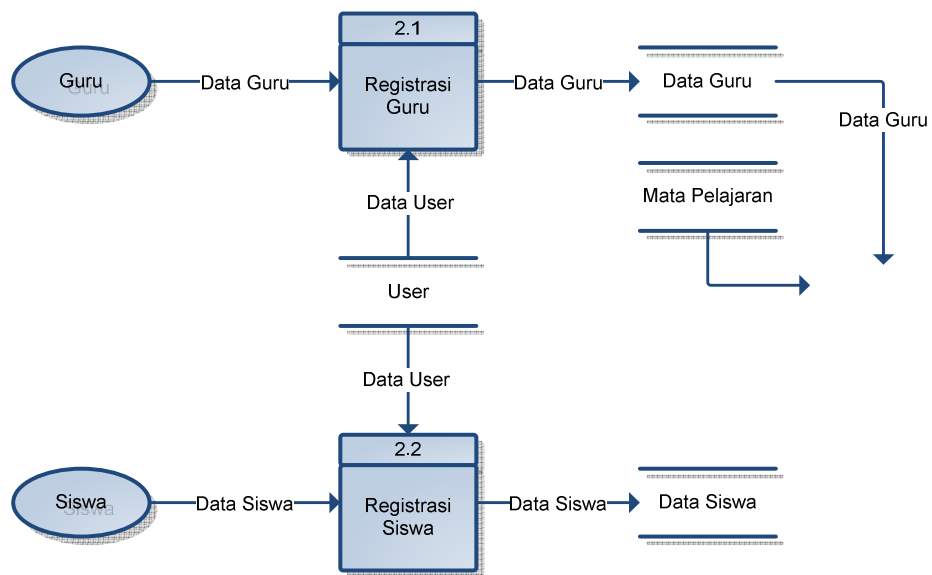 2.1
Guru
Data Guru
Registrasi
Guru
Data Guru
Data Guru
Data Guru
Data User
Mata Pelajaran
User
Data User
2.2
Siswa
Data Siswa
Registrasi
Siswa
Data Siswa
Data Siswa